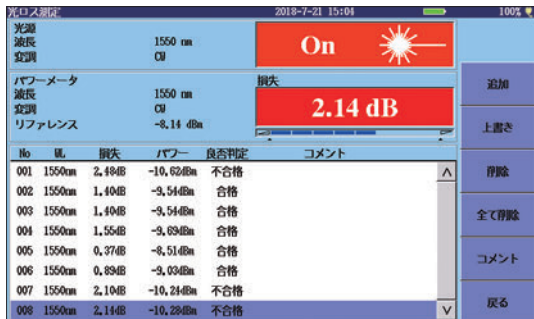 光ロス測定 2018-7-21 15:04 100%
光源
波長 1550 nm
変調 CW
On
パワーメータ
波長 1550 nm
変調 CW
リファレンス -8.14 dBm
損失
2.14 dB
No WL 損失 パワー 良否判定 コメント
001 1550nm 2.48dB -10.62dBm 不合格
002 1550nm 1.40dB -9.54dBm 合格
003 1550nm 1.40dB -9.54dBm 合格
004 1550nm 1.55dB -9.69dBm 合格
005 1550nm 0.37dB -8.51dBm 合格
006 1550nm 0.89dB -9.03dBm 合格
007 1550nm 2.10dB -10.24dBm 不合格
008 1550nm 2.14dB -10.28dBm 不合格
追加
上書き
削除
全て削除
コメント
戻る